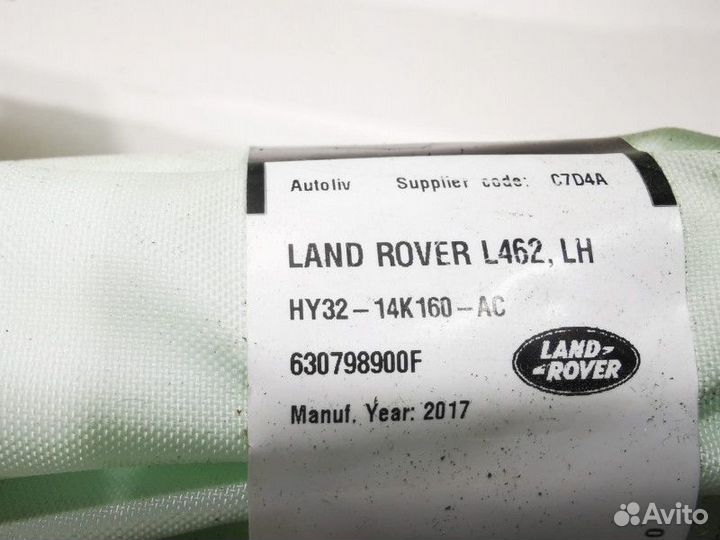 Autoliv Supplier code: C7D4A
LAND ROVER L462, LH
HY32-14K160-AC
630798900F
LAND-
-ROVER
Manuf. Year: 2017
Avito